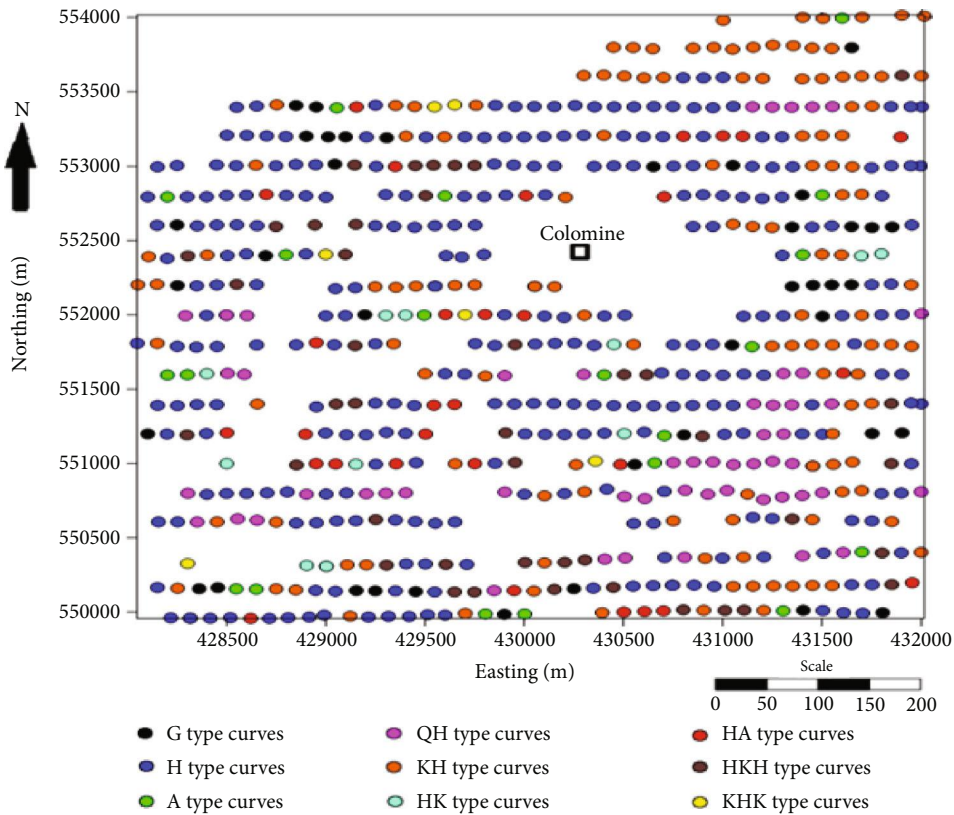 554000
553500
553000
552500
552000
551500
551000
550500
550000
Northing (m)
N
Colomine
428500 429000 429500 430000 430500 431000 431500 432000
Easting (m)
Scale
0 50 100 150 200
G type curves
H type curves
A type curves
QH type curves
KH type curves
HK type curves
HA type curves
HKH type curves
KHK type curves